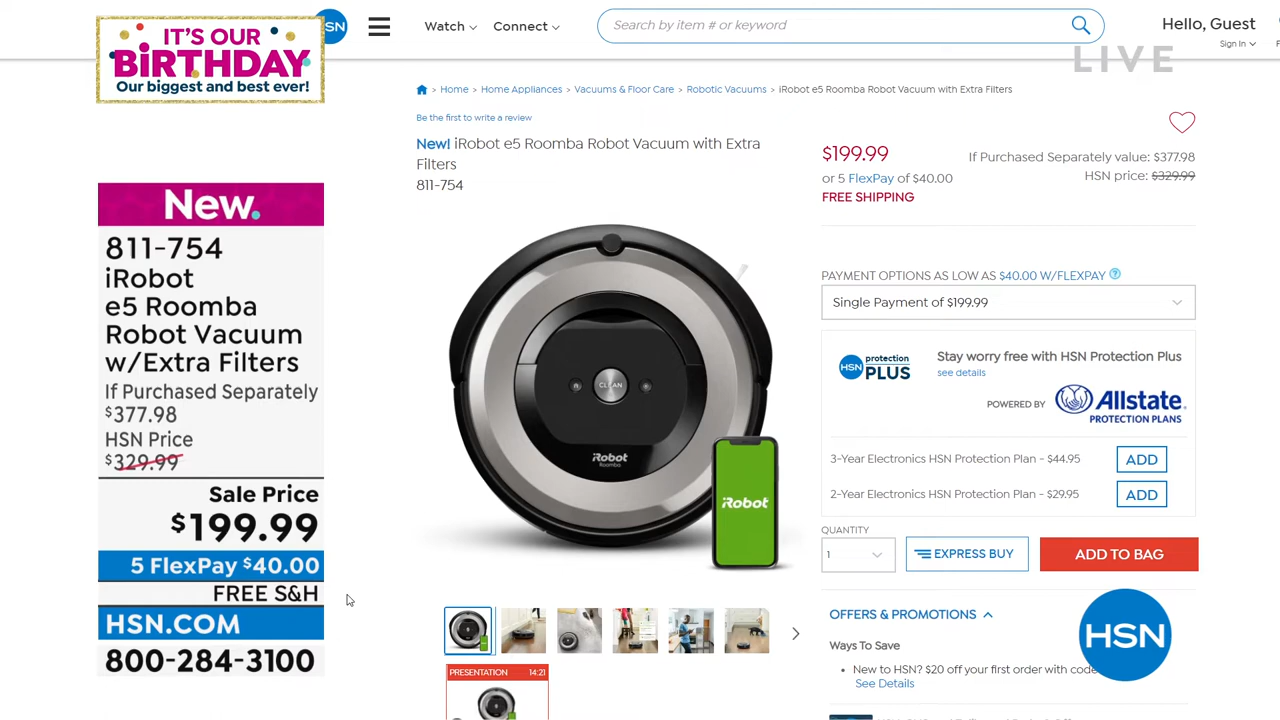 IT'S OUR
BiRTHDAY
Our biggest and best ever!
SN
Watch
Connect
Search by item # or keyword
Hello, Guest
Sign In
LIVE
> Home > Home Appliances > Vacuums & Floor Care > Robotic Vacuums > iRobot e5 Roomba Robot Vacuum with Extra Filters
Be the first to write a review
New! iRobot e5 Roomba Robot Vacuum with Extra
Filters
811-754
$199.99
If Purchased Separately value: $377.98
or 5 FlexPay of $40.00
HSN price: $329.99
FREE SHIPPING
New.
811-754
iRobot
e5 Roomba
Robot Vacuum
w/Extra Filters
If Purchased Separately
$377.98
HSN Price
$329.99
Sale Price
$199.99
5 FlexPay $40.00
FREE S&H
HSN.COM
800-284-3100
CLEAN
iRobot
Roomba
iRobot
PRESENTATION 14:21
PAYMENT OPTIONS AS LOW AS $40.00 W/FLEXPAY ?
Single Payment of $199.99
HSN protection PLUS
Stay worry free with HSN Protection Plus
see details
POWERED BY Allstate
PROTECTION PLANS
3-Year Electronics HSN Protection Plan - $44.95 ADD
2-Year Electronics HSN Protection Plan - $29.95 ADD
QUANTITY
1
EXPRESS BUY
ADD TO BAG
OFFERS & PROMOTIONS
HSN
Ways To Save
• New to HSN? $20 off your first order with code
See Details